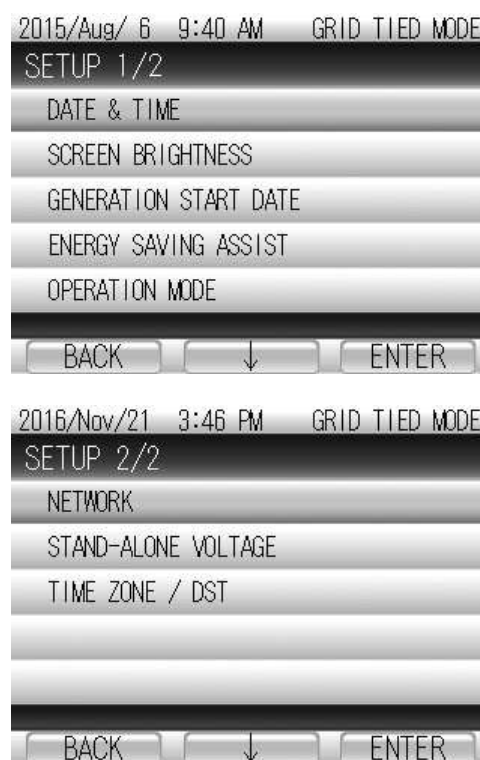 2015/Aug/ 6 9:40 AM GRID TIED MODE
SETUP 1/2
DATE & TIME
SCREEN BRIGHTNESS
GENERATION START DATE
ENERGY SAVING ASSIST
OPERATION MODE
BACK ↓ ENTER
2016/Nov/21 3:46 PM GRID TIED MODE
SETUP 2/2
NETWORK
STAND-ALONE VOLTAGE
TIME ZONE / DST
BACK ↓ ENTER